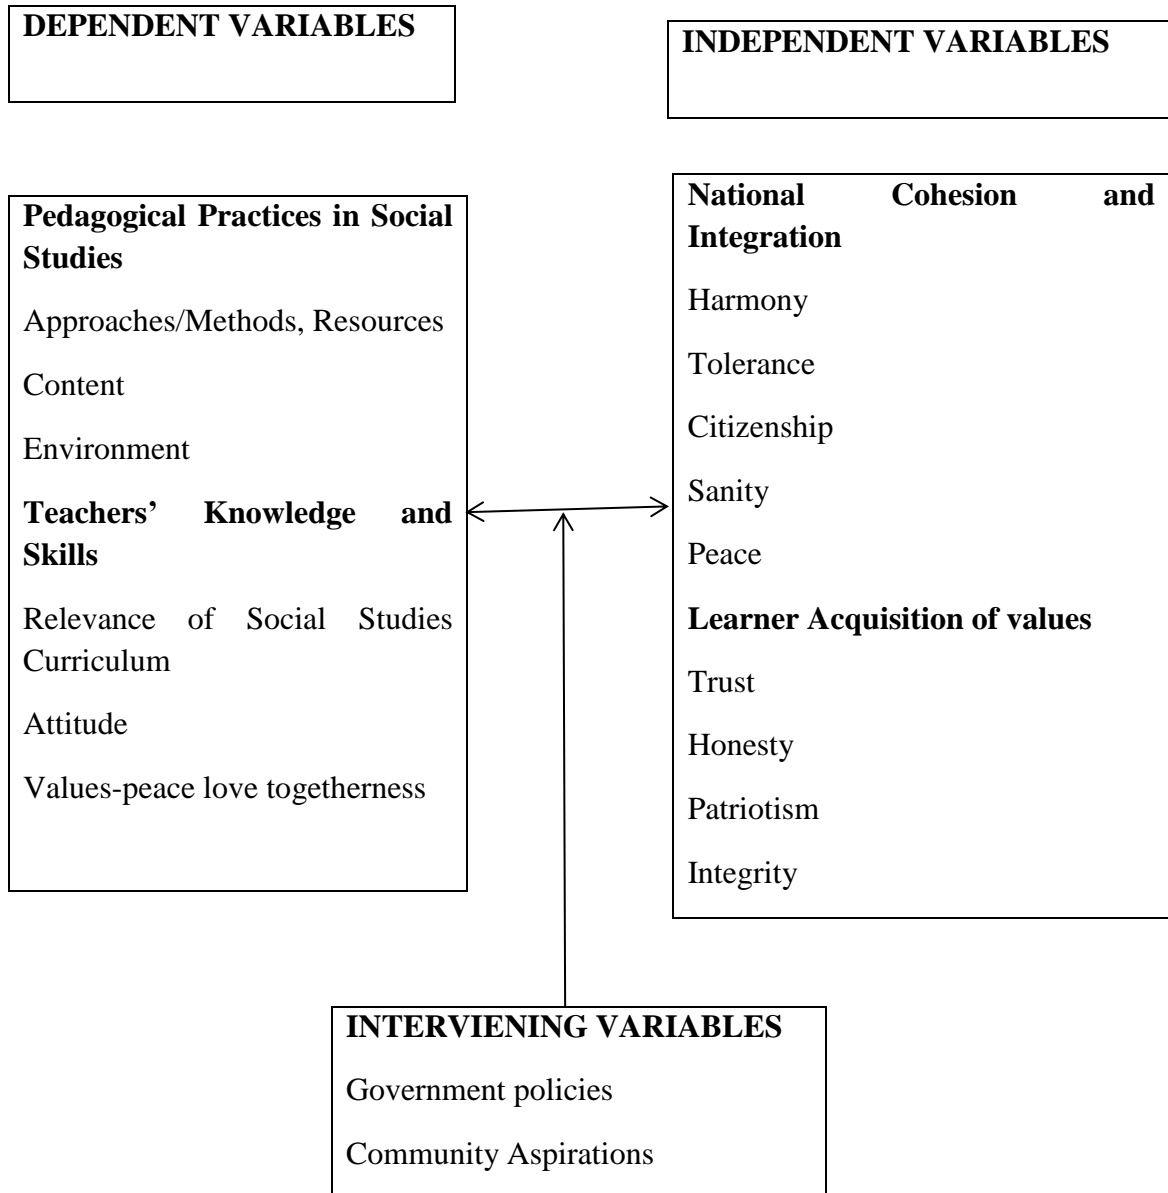 DEPENDENT VARIABLES
INDEPENDENT VARIABLES
Pedagogical Practices in Social
Studies
Approaches/Methods, Resources
Content
Environment
Teachers’ Knowledge and
Skills
Relevance of Social Studies
Curriculum
Attitude
Values-peace love togetherness
National Cohesion and
Integration
Harmony
Tolerance
Citizenship
Sanity
Peace
Learner Acquisition of values
Trust
Honesty
Patriotism
Integrity
INTERVIENING VARIABLES
Government policies
Community Aspirations